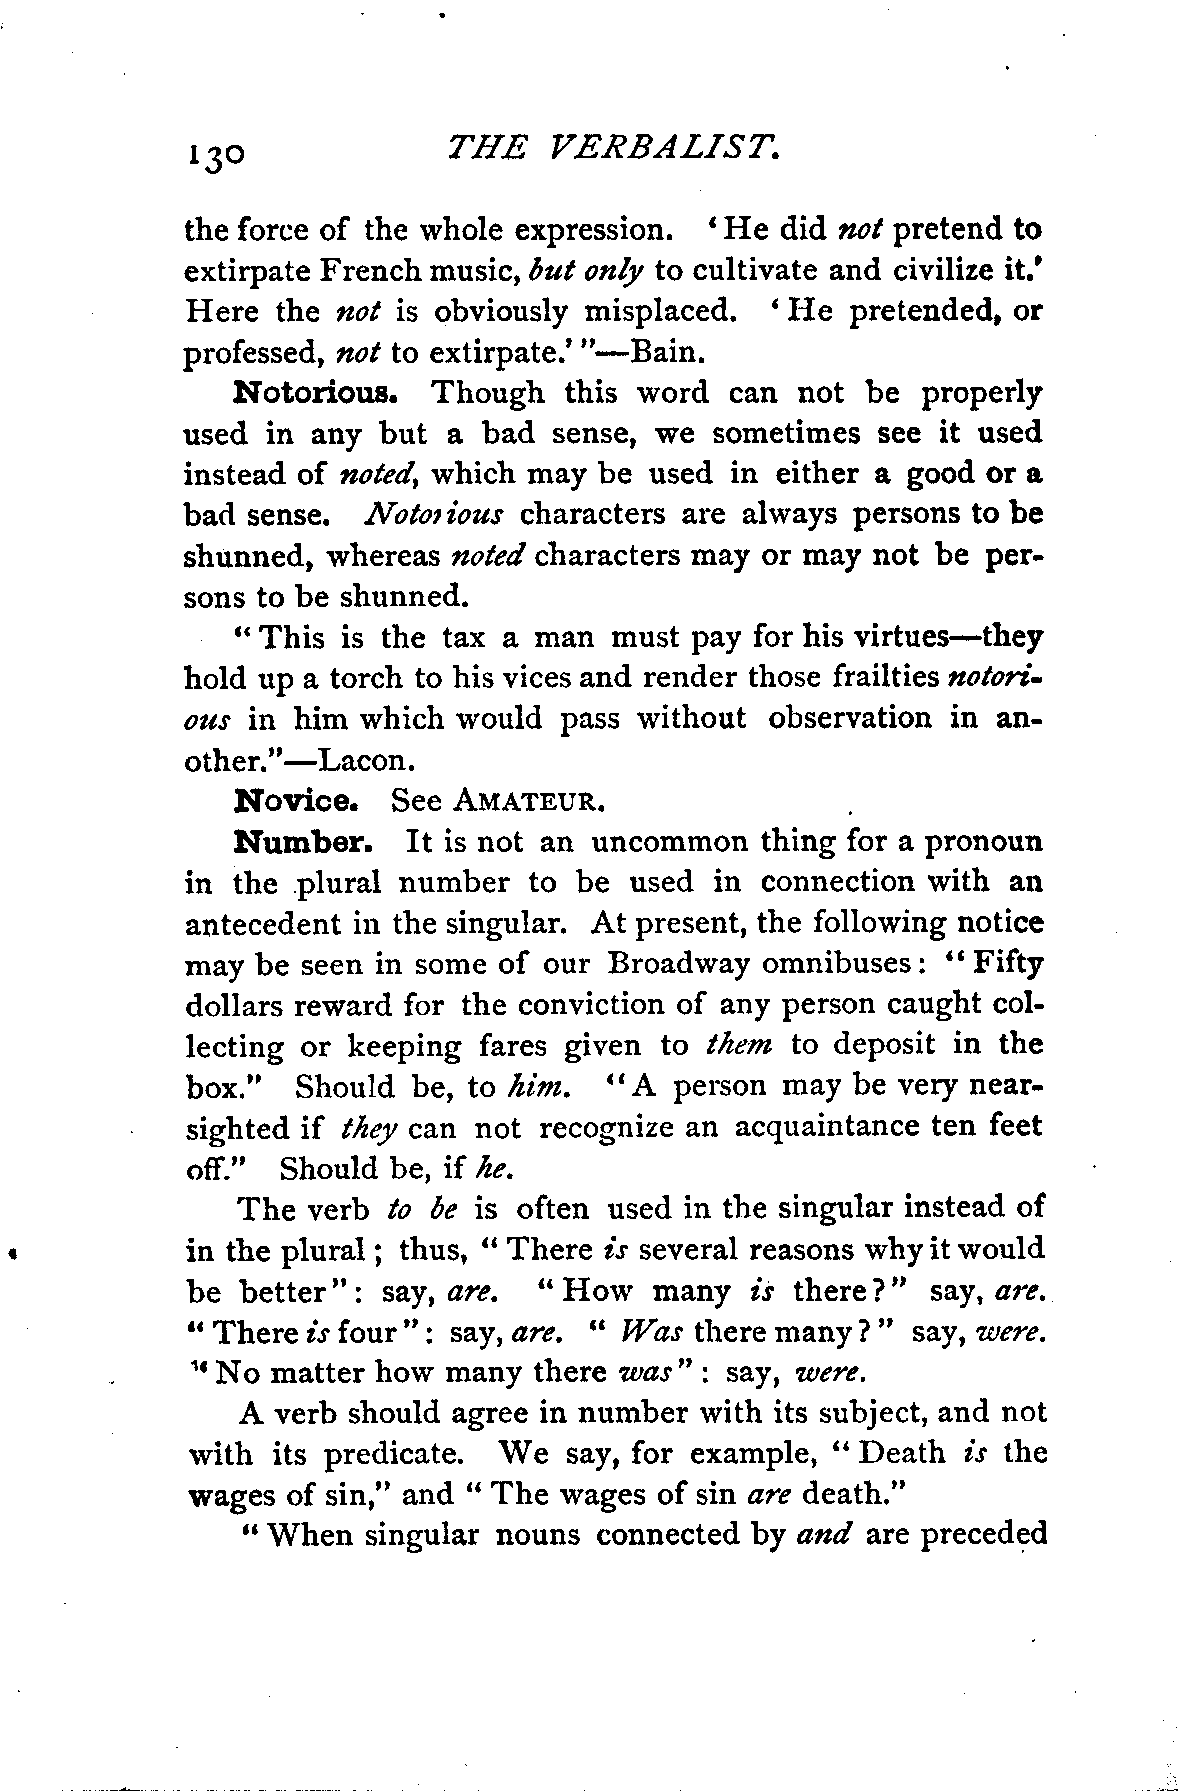 130 THE VERBALIST.
the force of the whole expression. ‘He did not pretend to
extirpate French music, but only to cultivate and civilize it.’
Here the not is obviously misplaced. ‘He pretended, or
professed, not to extirpate.’ ”—Bain.
Notorious. Though this word can not be properly
used in any but a bad sense, we sometimes see it used
instead of noted, which may be used in either a good or a
bad sense. Notorious characters are always persons to be
shunned, whereas noted characters may or may not be per-
sons to be shunned.
“This is the tax a man must pay for his virtues—they
hold up a torch to his vices and render those frailties notori-
ous in him which would pass without observation in an-
other.”—Lacon.
Novice. See AMATEUR.
Number. It is not an uncommon thing for a pronoun
in the plural number to be used in connection with an
antecedent in the singular. At present, the following notice
may be seen in some of our Broadway omnibuses: “Fifty
dollars reward for the conviction of any person caught col-
lecting or keeping fares given to them to deposit in the
box.” Should be, to him. “A person may be very near-
sighted if they can not recognize an acquaintance ten feet
off.” Should be, if he.
The verb to be is often used in the singular instead of
in the plural; thus, “There is several reasons why it would
be better”: say, are. “How many is there?” say, are.
“There is four”: say, are. “Was there many?” say, were.
“No matter how many there was”: say, were.
A verb should agree in number with its subject, and not
with its predicate. We say, for example, “Death is the
wages of sin,” and “The wages of sin are death.”
“When singular nouns connected by and are preceded